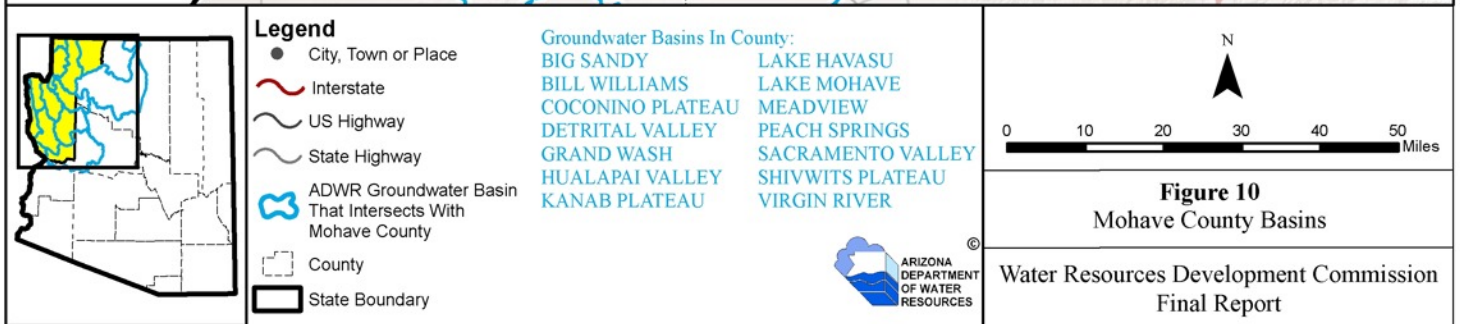 Legend
City, Town or Place
Interstate
US Highway
State Highway
ADWR Groundwater Basin
That Intersects With
Mohave County
County
State Boundary
Groundwater Basins In County:
BIG SANDY
BILL WILLIAMS
COCONINO PLATEAU
DETRITAL VALLEY
GRAND WASH
HUALAPAI VALLEY
KANAB PLATEAU
LAKE HAVASU
LAKE MOHAVE
MEADVIEW
PEACH SPRINGS
SACRAMENTO VALLEY
SHIVWITS PLATEAU
VIRGIN RIVER
©
ARIZONA
DEPARTMENT
OF WATER
RESOURCES
N
0 10 20 30 40 50
Miles
Figure 10
Mohave County Basins
Water Resources Development Commission
Final Report